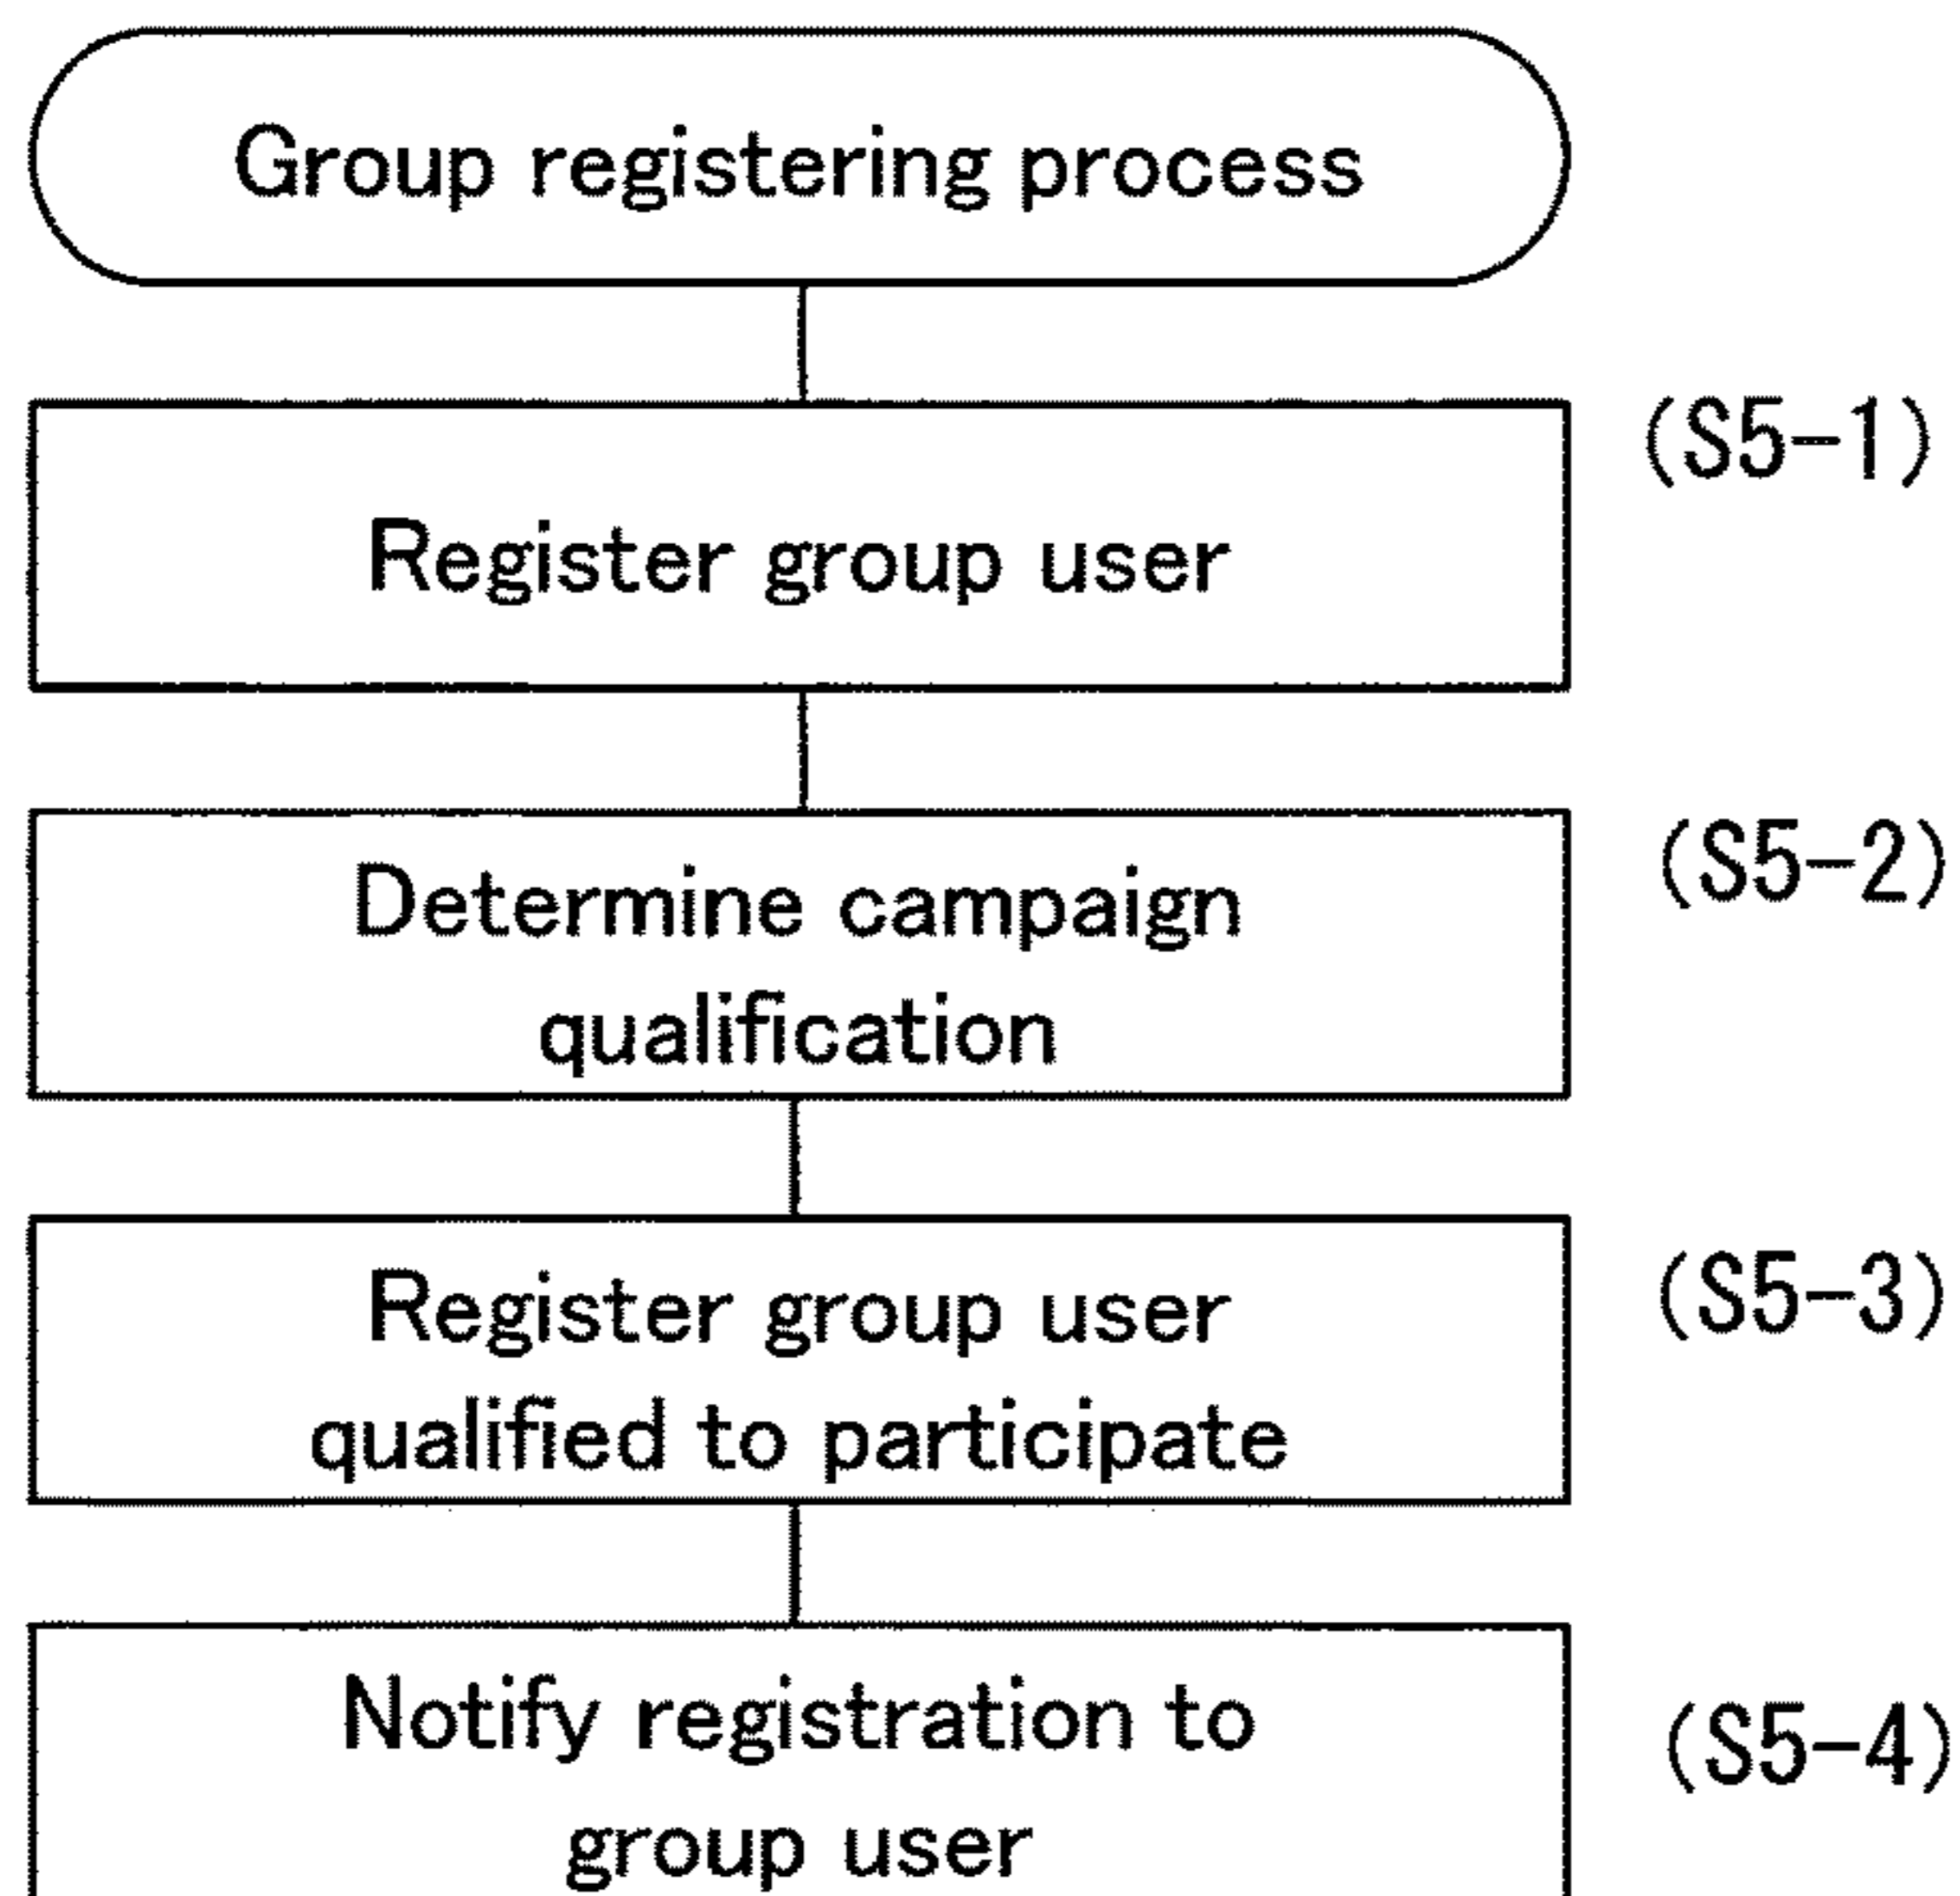 Group registering process
(S5-1)
Register group user
(S5-2)
Determine campaign
qualification
(S5-3)
Register group user
qualified to participate
(S5-4)
Notify registration to
group user